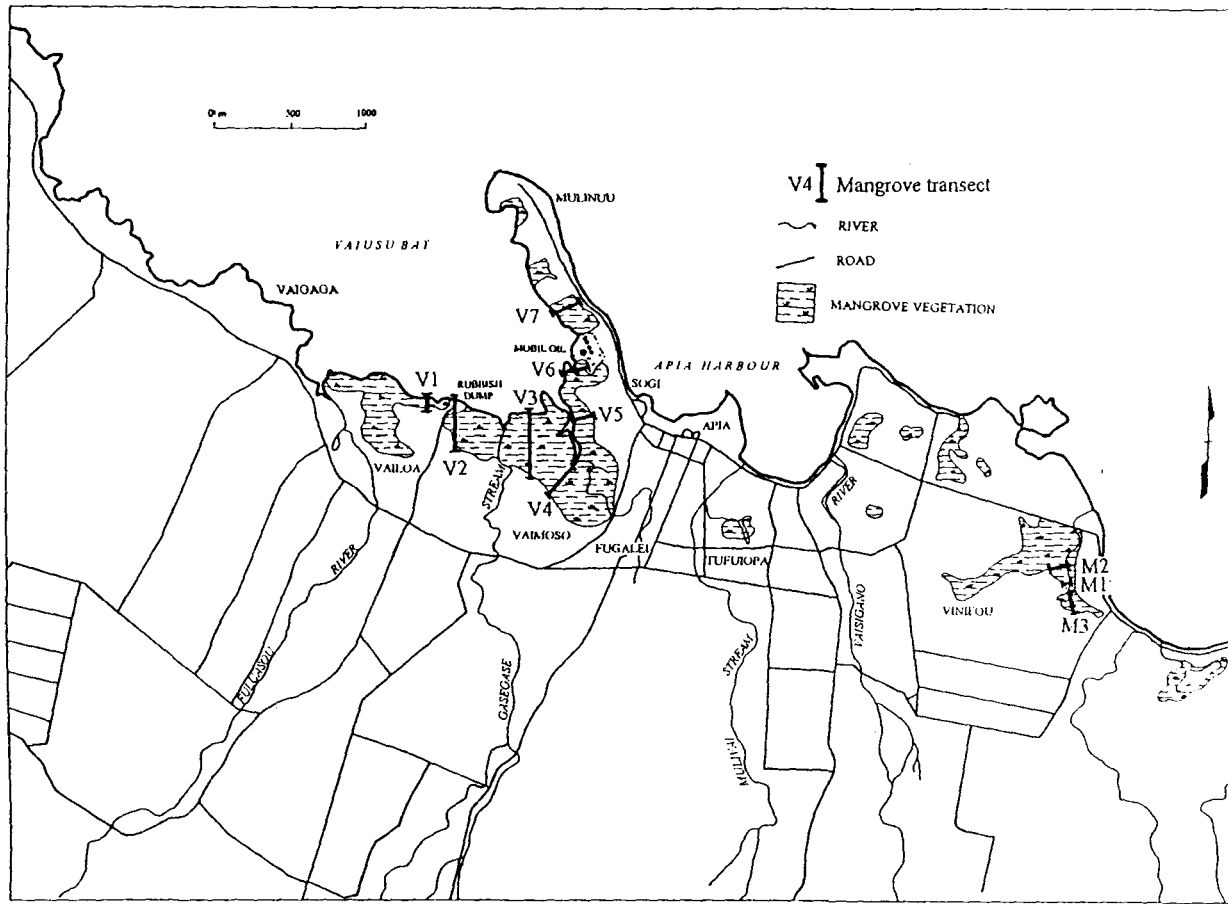 0 m 500 1000
MULINUU
V4 Mangrove transect
RIVER
ROAD
MANGROVE VEGETATION
VAIUSU BAY
VAIGAGA
V7
MOBIL OIL
V6
APIA HARBOUR
SOGI
V1
RUBBISH
DUMP
V3
V5
APIA
VAILOA
V2
STREAM
V4
VAIMOSO
FUGALEI
TUFUIOPA
RIVER
VAISIGANO
M2
M1
VINIFOU
M3
RIVER
FULUASOU
GASEGASE
STREAM
MULIVAI